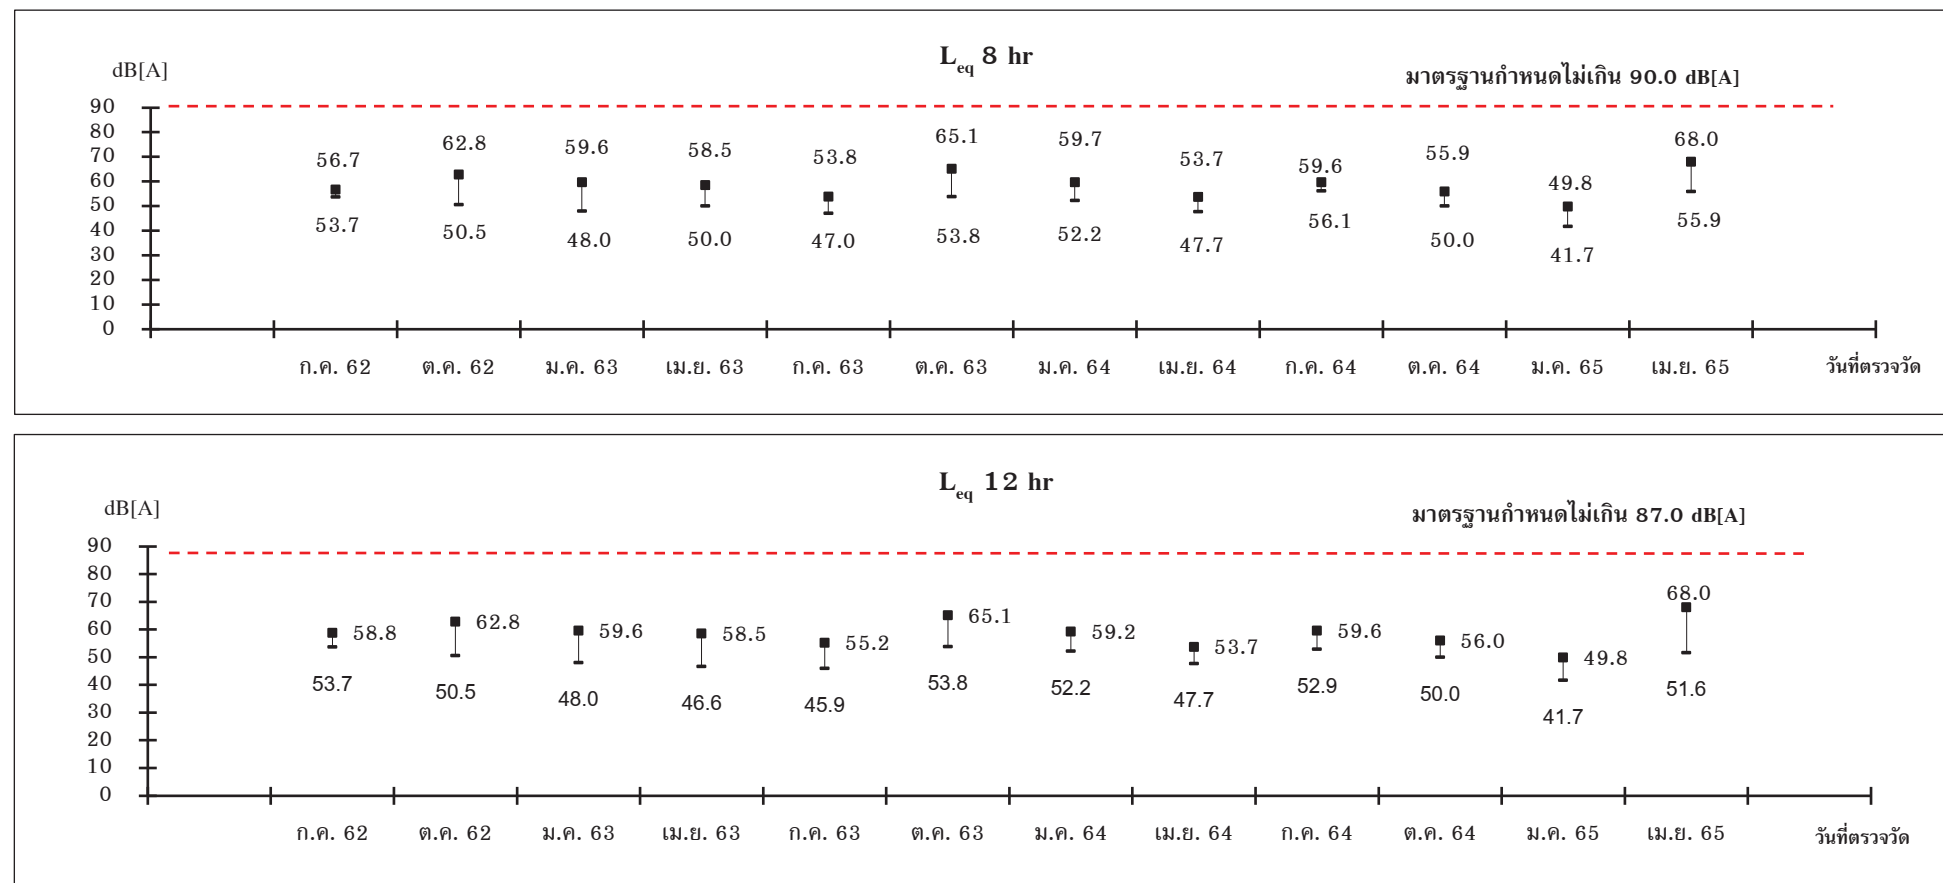 L eq 8 hr
dB[A]
มาตรฐานกำหนดไม่เกิน 90.0 dB[A]
90
80
70
60
50
40
30
20
10
0
56.7 62.8 59.6 58.5 53.8 65.1 59.7 53.7 59.6 55.9 49.8 68.0
53.7 50.5 48.0 50.0 47.0 53.8 52.2 47.7 56.1 50.0 41.7 55.9
ก.ค. 62 ต.ค. 62 ม.ค. 63 เม.ย. 63 ก.ค. 63 ต.ค. 63 ม.ค. 64 เม.ย. 64 ก.ค. 64 ต.ค. 64 ม.ค. 65 เม.ย. 65 วันที่ตรวจวัด
L eq 12 hr
dB[A]
มาตรฐานกำหนดไม่เกิน 87.0 dB[A]
90
80
70
60
50
40
30
20
10
0
58.8 62.8 59.6 58.5 55.2 65.1 59.2 53.7 59.6 56.0 49.8 68.0
53.7 50.5 48.0 46.6 45.9 53.8 52.2 47.7 52.9 50.0 41.7 51.6
ก.ค. 62 ต.ค. 62 ม.ค. 63 เม.ย. 63 ก.ค. 63 ต.ค. 63 ม.ค. 64 เม.ย. 64 ก.ค. 64 ต.ค. 64 ม.ค. 65 เม.ย. 65 วันที่ตรวจวัด